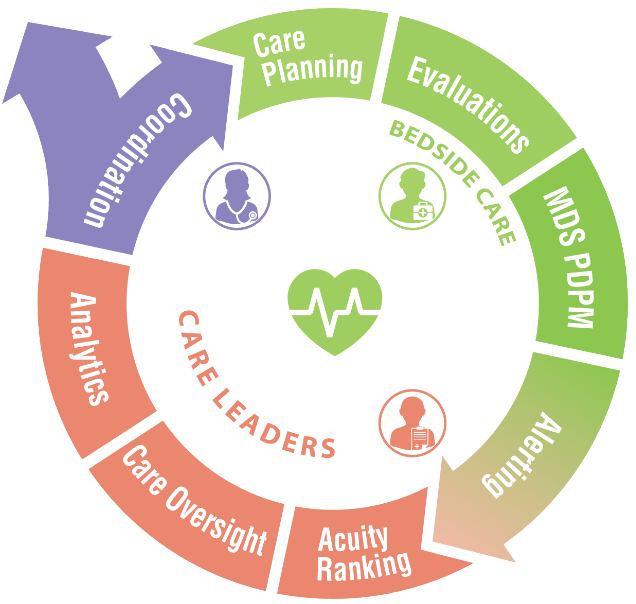 Care
Planning
Evaluations
BEDSIDE CARE
MDS PDPM
Alerting
Acuity
Ranking
Care Oversight
Analytics
Coordination
CARE LEADERS